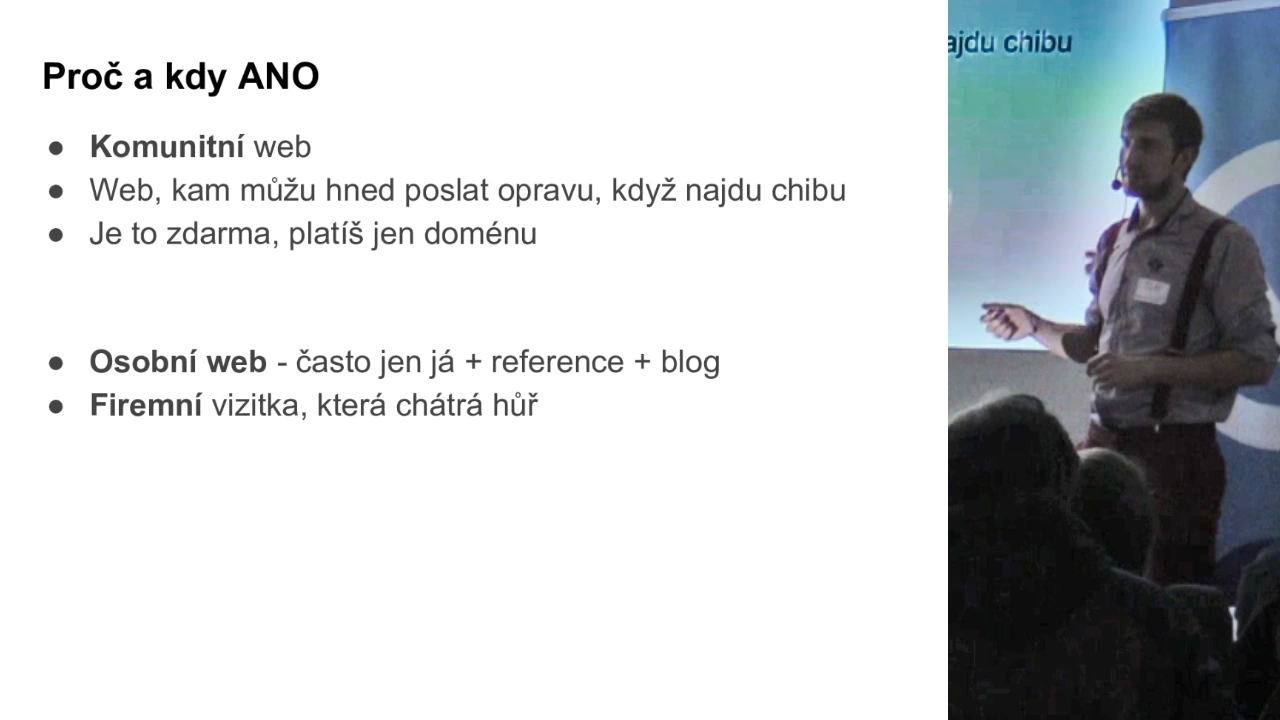 Proč a kdy ANO
● Komunitní web
● Web, kam můžu hned poslat opravu, když najdu chibu
● Je to zdarma, platíš jen doménu
● Osobní web - často jen já + reference + blog
● Firemní vizitka, která chátrá hůř
ajdu chibu